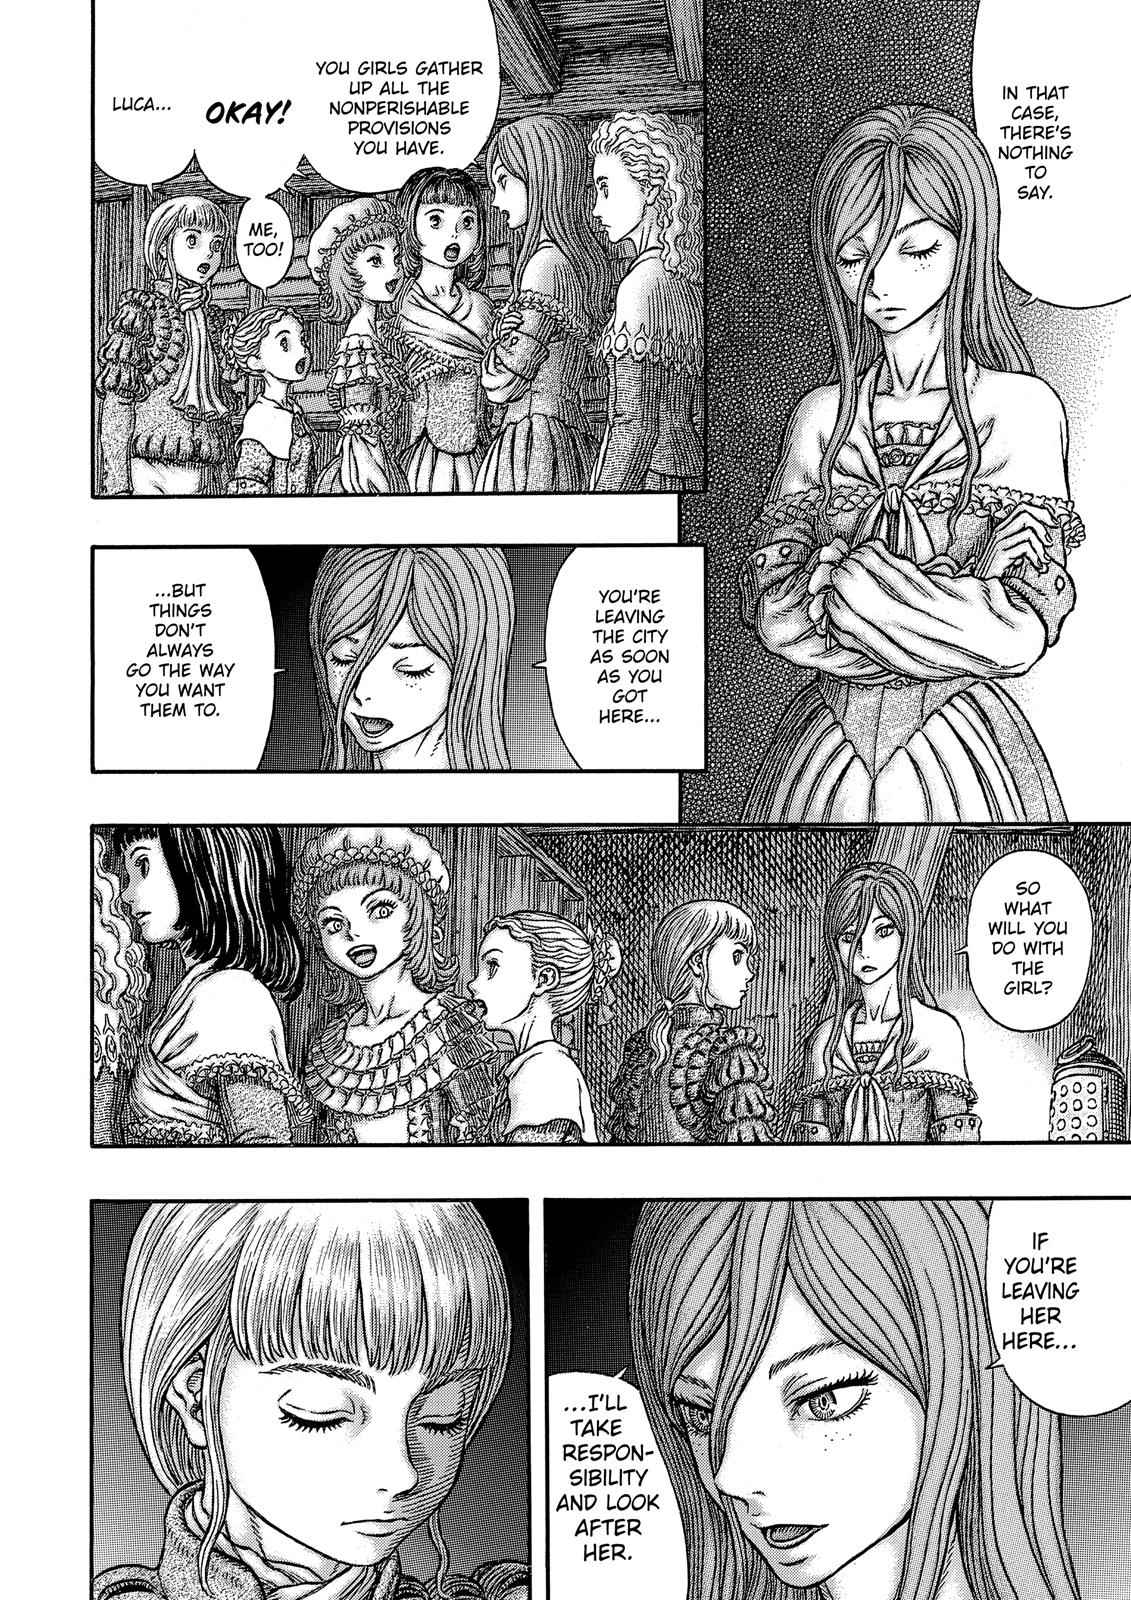 IN THAT
CASE,
THERE'S
NOTHING
TO
SAY.
YOU GIRLS GATHER
UP ALL THE
NONPERISHABLE
PROVISIONS
YOU HAVE.
OKAY!
ME,
TOO!
LUCA...
YOU'RE
LEAVING
THE CITY
AS SOON
AS YOU
GOT
HERE...
...BUT
THINGS
DON'T
ALWAYS
GO THE WAY
YOU WANT
THEM TO.
SO
WHAT
WILL YOU
DO WITH
THE
GIRL?
IF
YOU'RE
LEAVING
HER
HERE...
...I'LL
TAKE
RESPON-
SIBILITY
AND LOOK
AFTER
HER.